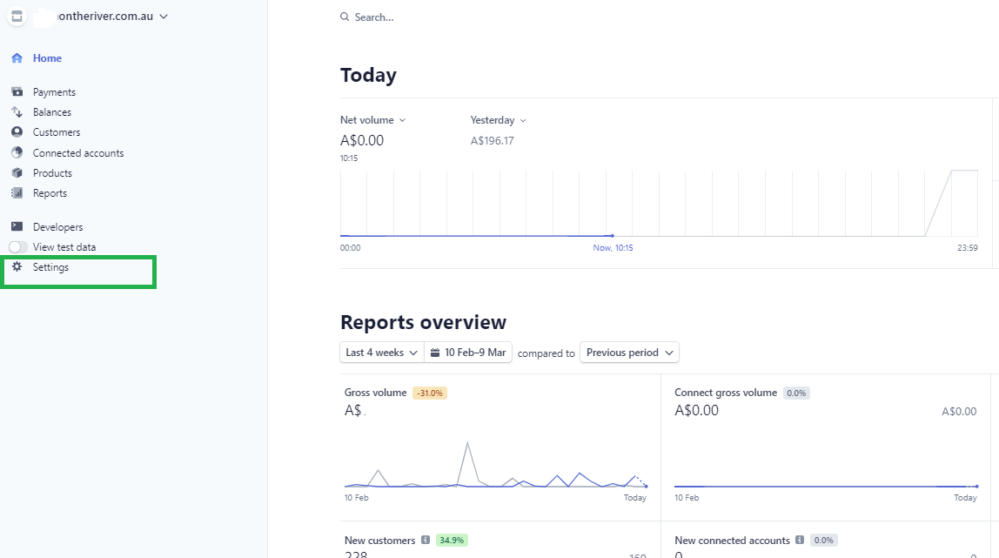 ontheriver.com.au
Home
Payments
Balances
Customers
Connected accounts
Products
Reports
Developers
View test data
Settings
Search...
Today
Net volume Yesterday
A$0.00 A$196.17
10:15
00:00 Now, 10:15 23:59
Reports overview
Last 4 weeks 10 Feb–9 Mar compared to Previous period
Gross volume -31.0%
A$ .
10 Feb Today
Connect gross volume 0.0%
A$0.00 A$0.00
10 Feb Today
New customers 34.9%
228 160
New connected accounts 0.0%
0 0